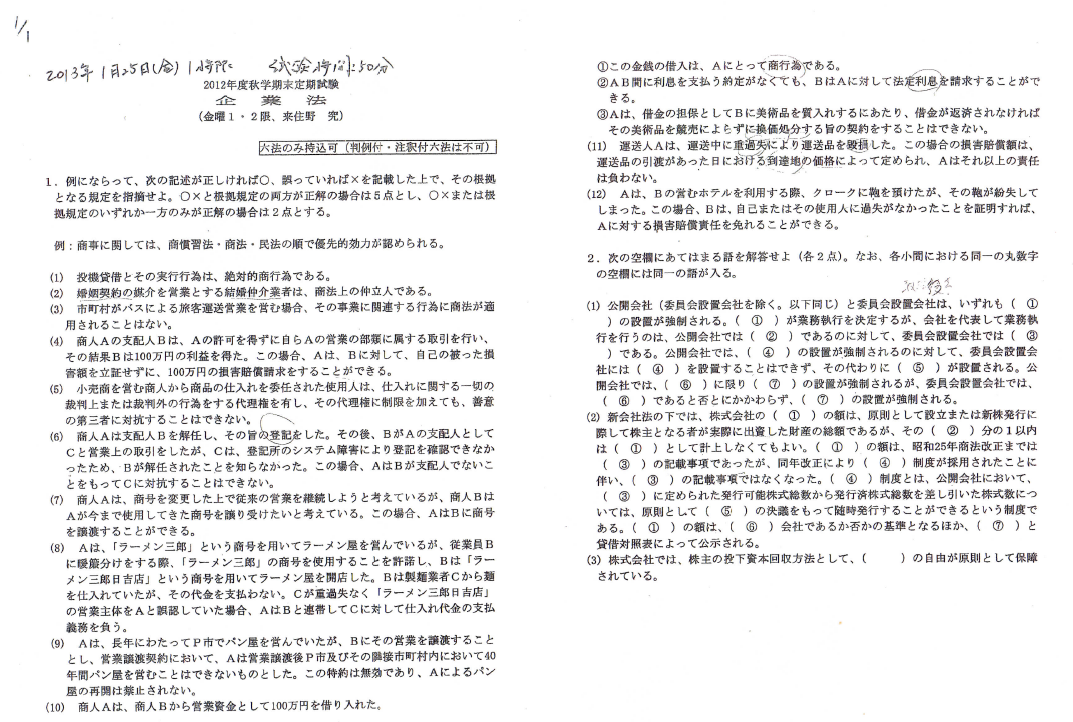 1/1
2013年1月25日(金) 1時限 試験時間50分
2012年度秋学期末定期試験
企業法
(金曜1・2限、来住野 究)
六法のみ持込可(判例付・注釈付六法は不可)
1．例にならって、次の記述が正しければ〇、誤っていれば×を記載した上で、その根拠
となる規定を指摘せよ。〇×と根拠規定の両方が正解の場合は5点とし、〇×または根
拠規定のいずれか一方のみが正解の場合は2点とする。
例：商事に関しては、商慣習法・商法・民法の順で優先的効力が認められる。
(1) 投機貸借とその実行行為は、絶対的商行為である。
(2) 婚姻契約の媒介を営業とする結婚仲介業者は、商法上の仲立人である。
(3) 市町村がバスによる旅客運送営業を営む場合、その事業に関連する行為に商法が適
用されることはない。
(4) 商人Aの支配人Bは、Aの許可を得ずに自らAの営業の部類に属する取引を行い、
その結果Bは100万円の利益を得た。この場合、Aは、Bに対して、自己の被った損
害額を立証せずに、100万円の損害賠償請求をすることができる。
(5) 小売商を営む商人から商品の仕入れを委任された使用人は、仕入れに関する一切の
裁判上または裁判外の行為をする代理権を有し、その代理権に制限を加えても、善意
の第三者に対抗することはできない。
(6) 商人Aは支配人Bを解任し、その旨の登記をした。その後、BがAの支配人として
Cと営業上の取引をしたが、Cは、登記所のシステム障害により登記を確認できなか
ったため、Bが解任されたことを知らなかった。この場合、AはBが支配人でないこ
とをもってCに対抗することはできない。
(7) 商人Aは、商号を変更した上で従来の営業を継続しようと考えているが、商人Bは
Aが今まで使用してきた商号を譲り受けたいと考えている。この場合、AはBに商号
を譲渡することができる。
(8) Aは、「ラーメン三郎」という商号を用いてラーメン屋を営んでいるが、従業員B
に暖簾分けをする際、「ラーメン三郎」の商号を使用することを許諾し、Bは「ラー
メン三郎日吉店」という商号を用いてラーメン屋を開店した。Bは製麺業者Cから麺
を仕入れていたが、その代金を支払わない。Cが重過失なく「ラーメン三郎日吉店」
の営業主体をAと誤認していた場合、AはBと連帯してCに対して仕入れ代金の支払
義務を負う。
(9) Aは、長年にわたってP市でパン屋を営んでいたが、Bにその営業を譲渡すること
とし、営業譲渡契約において、Aは営業譲渡後P市及びその隣接市町村内において40
年間パン屋を営むことはできないものとした。この特約は無効であり、Aによるパン
屋の再開は禁止されない。
(10) 商人Aは、商人Bから営業資金として100万円を借り入れた。
①この金銭の借入は、Aにとって商行為である。
②AB間に利息を支払う約定がなくても、BはAに対して法定利息を請求することがで
きる。
③Aは、借金の担保としてBに美術品を質入れするにあたり、借金が返済されなければ
その美術品を競売によらずに換価処分する旨の契約をすることはできない。
(11) 運送人Aは、運送中に重過失により運送品を毀損した。この場合の損害賠償額は、
運送品の引渡があった日における到達地の価格によって定められ、Aはそれ以上の責任
は負わない。
(12) Aは、Bの営むホテルを利用する際、クロークに鞄を預けたが、その鞄が紛失して
しまった。この場合、Bは、自己またはその使用人に過失がなかったことを証明すれば、
Aに対する損害賠償責任を免れることができる。
2．次の空欄にあてはまる語を解答せよ（各2点）。なお、各小問における同一の丸数字
の空欄には同一の語が入る。
(1) 公開会社（委員会設置会社を除く。以下同じ）と委員会設置会社は、いずれも（ ①
）の設置が強制される。（ ① ）が業務執行を決定するが、会社を代表して業務執
行を行うのは、公開会社では（ ② ）であるのに対して、委員会設置会社では（ ③
）である。公開会社では、（ ④ ）の設置が強制されるのに対して、委員会設置会
社には（ ④ ）を設置することはできず、その代わりに（ ⑤ ）が設置される。公
開会社では、（ ⑥ ）に限り（ ⑦ ）の設置が強制されるが、委員会設置会社では、
（ ⑥ ）であると否とにかかわらず、（ ⑦ ）の設置が強制される。
(2) 新会社法の下では、株式会社の（ ① ）の額は、原則として設立または新株発行に
際して株主となる者が実際に出資した財産の総額であるが、その（ ② ）分の1以内
は（ ① ）として計上しなくてもよい。（ ① ）の額は、昭和25年商法改正までは
（ ③ ）の記載事項であったが、同年改正により（ ④ ）制度が採用されたことに
伴い、（ ③ ）の記載事項ではなくなった。（ ④ ）制度とは、公開会社において、
（ ③ ）に定められた発行可能株式総数から発行済株式総数を差し引いた株式数につ
いては、原則として（ ⑤ ）の決議をもって随時発行することができるという制度で
ある。（ ① ）の額は、（ ⑥ ）会社であるか否かの基準となるほか、（ ⑦ ）と
貸借対照表によって公示される。
(3) 株式会社では、株主の投下資本回収方法として、（ ）の自由が原則として保障
されている。